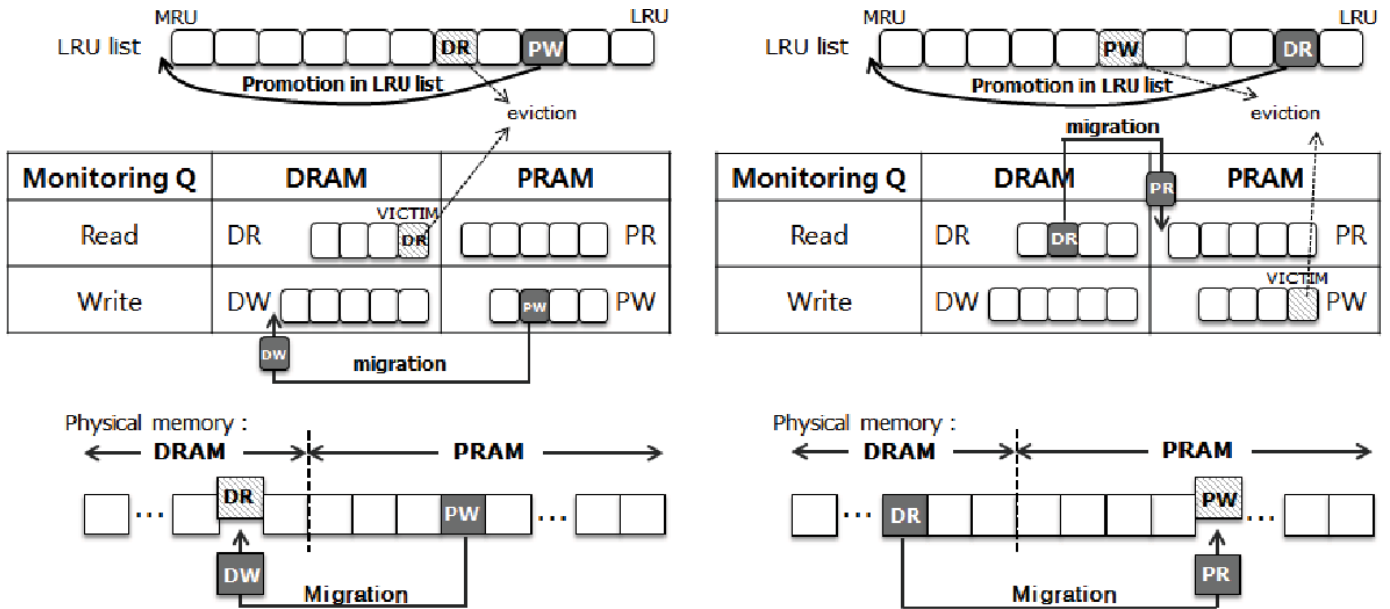 MRU LRU
LRU list DR PW
Promotion in LRU list
eviction
Monitoring Q DRAM PRAM
VICTIM
Read DR DR PR
Write DW PW PW
DW migration
Physical memory :
DRAM PRAM
DR
... PW ...
DW Migration
MRU LRU
LRU list PW DR
Promotion in LRU list
eviction
migration
Monitoring Q DRAM PR PRAM
Read DR DR PR
VICTIM
Write DW PW
Physical memory :
DRAM PRAM
PW
... DR ...
Migration PR